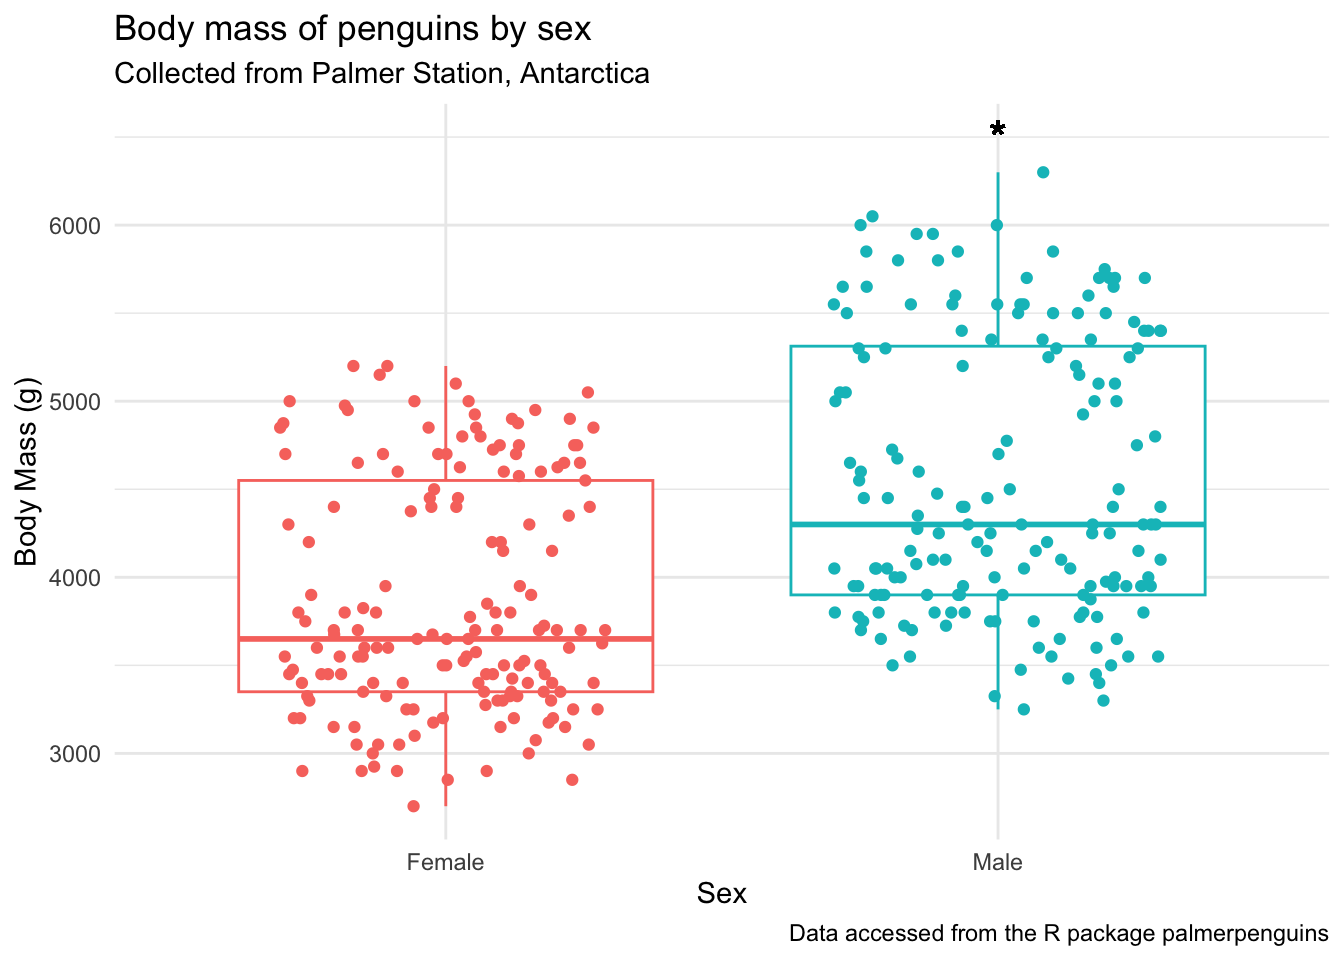 Body mass of penguins by sex
Collected from Palmer Station, Antarctica
*
6000
5000
4000
3000
Body Mass (g)
Female
Male
Sex
Data accessed from the R package palmerpenguins